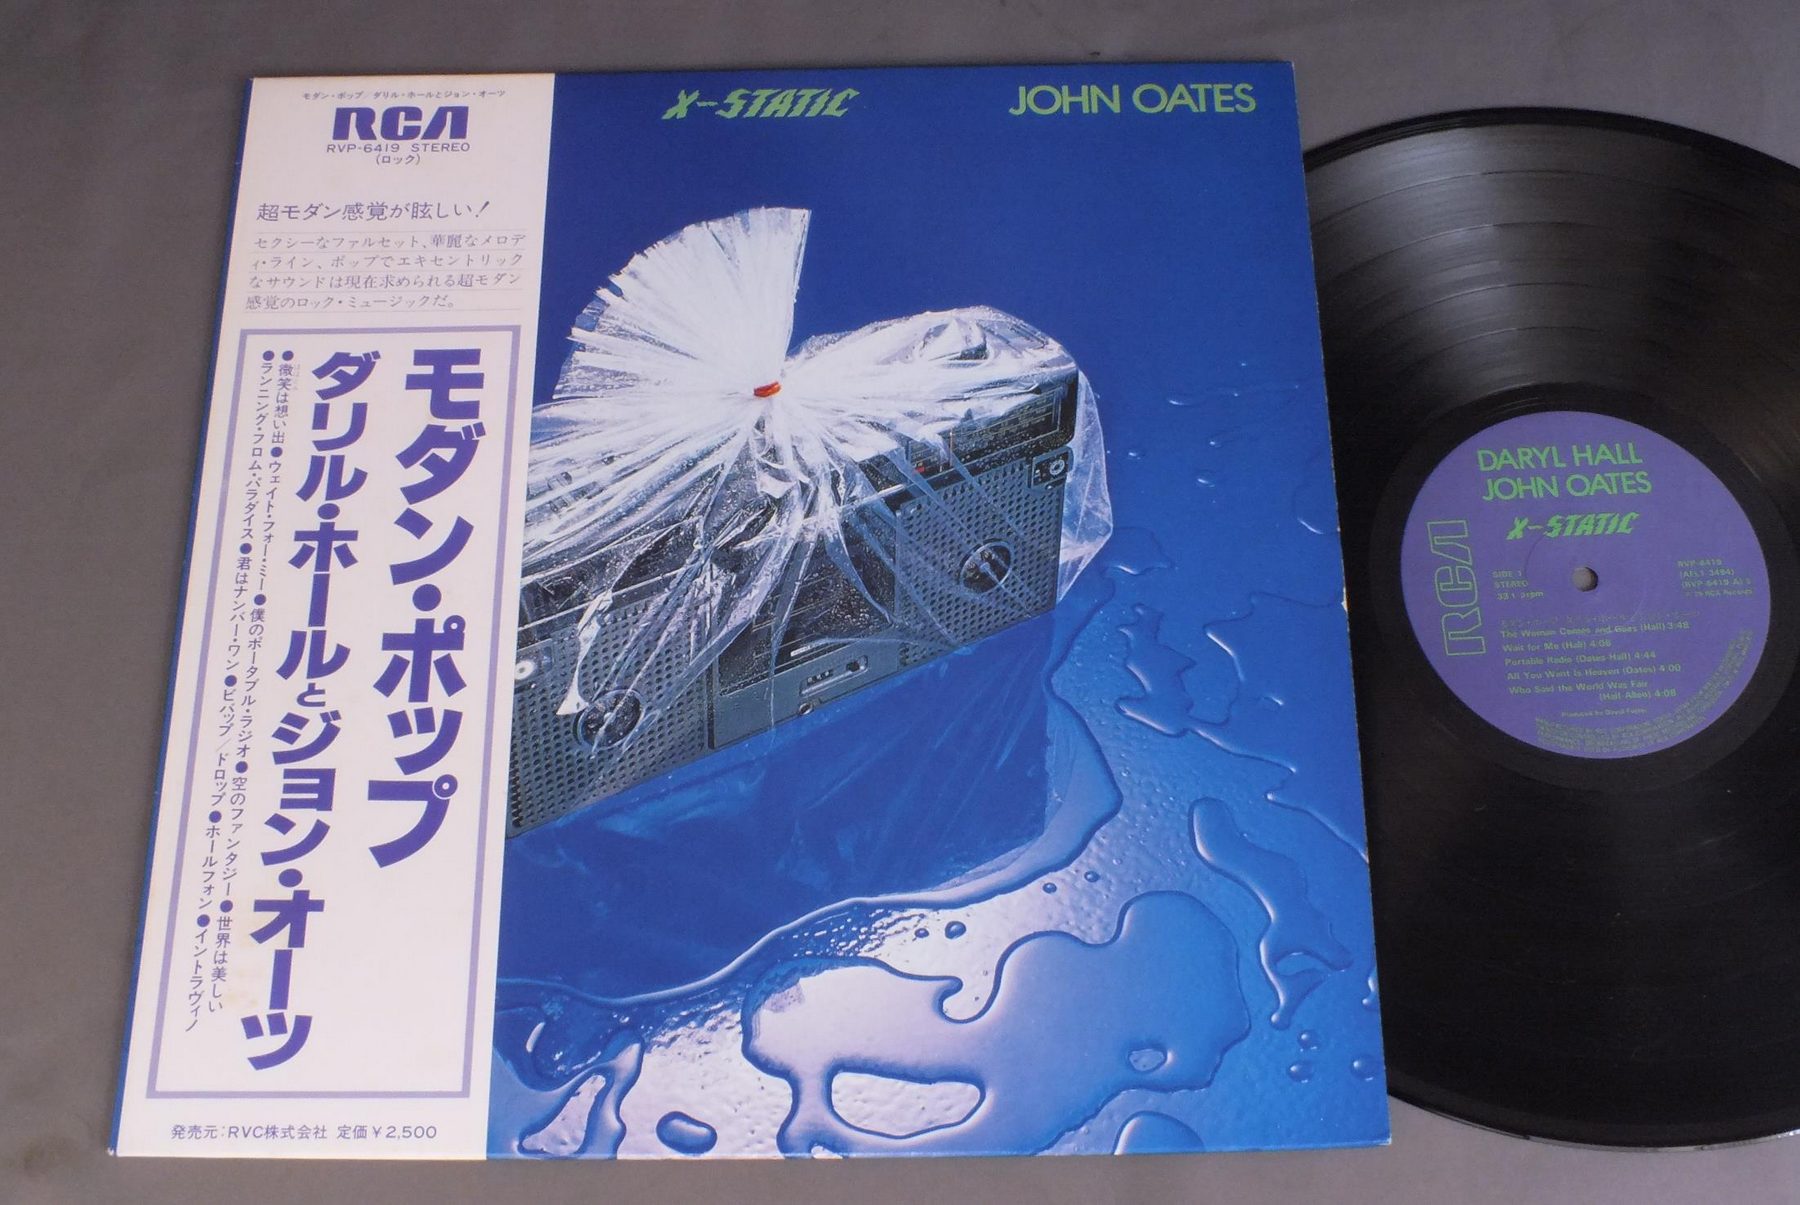 モダン・ポップ/ダリル・ホールとジョン・オーツ
RCA
RVP-6419 STEREO
(ロック)
超モダン感覚が眩しい!
セクシーなファルセット、華麗なメロデ
ィ・ライン、ポップでエキセントリック
なサウンドは現在求められる超モダン
感覚のロック・ミュージックだ。
モダン・ポップ
ダリル・ホールとジョン・オーツ
●微笑は想い出●ウェイト・フォー・ミー●僕のポータブル・ラジオ●空のファンタジー●世界は美しい
●ランニング・フロム・パラダイス●君はナンバー・ワン●ビバップ/ドロップ●ホールフォン●イントラヴィノ
発売元:RVC株式会社 定価¥2,500
X-STATIC
JOHN OATES
DARYL HALL
JOHN OATES
X-STATIC
RCA
SIDE 1
STEREO
RVP-6419
(AFL1 3494)
(RVP-6419-A)
RCA Records
The Woman Comes and Goes (Hall) 3:48
Wait for Me (Hall) 4:06
Portable Radio (Oates-Hall) 4:44
All You Want Is Heaven (Oates) 4:00
Who Said the World Was Fair
(Hall-Allen) 4:08
Produced by David Foster